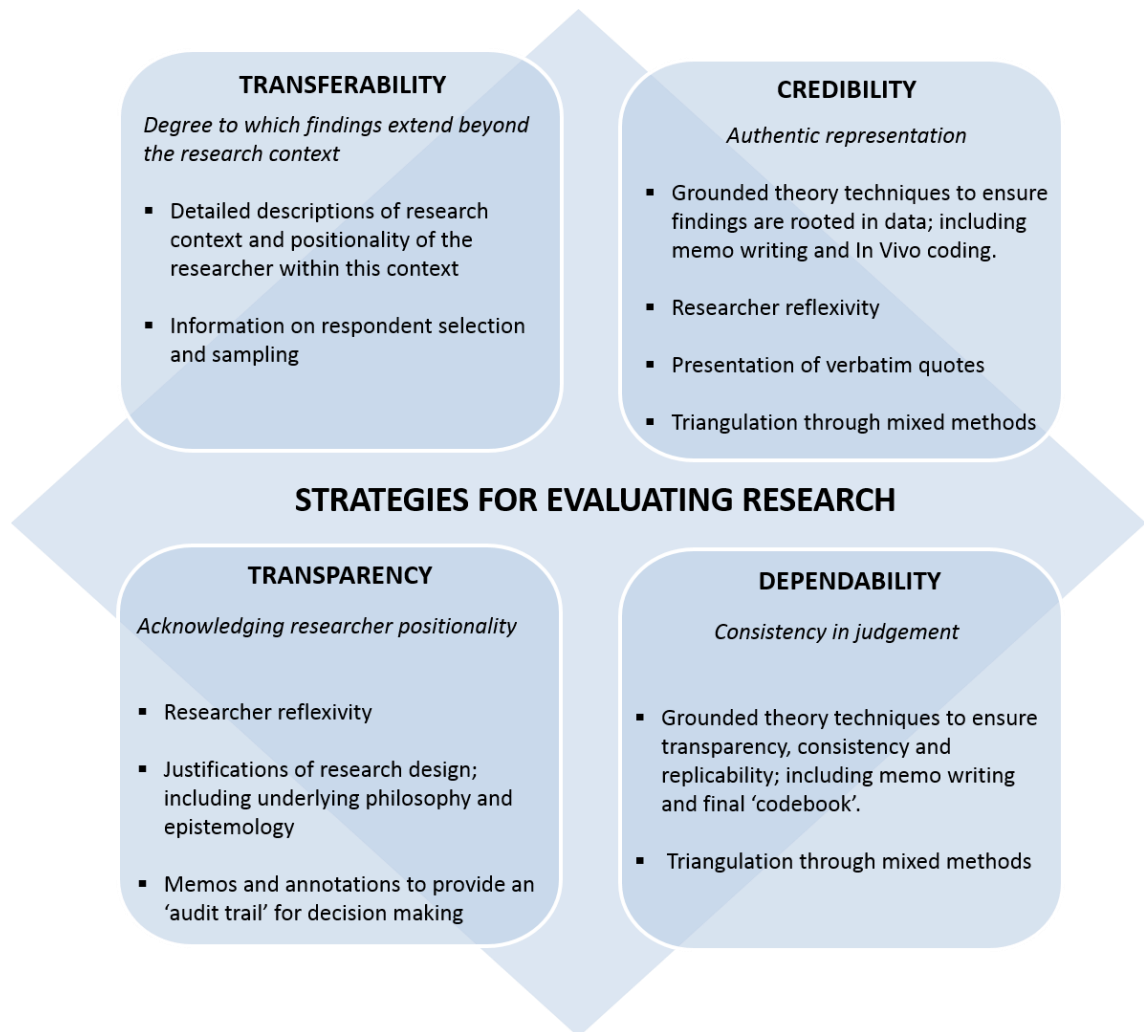 TRANSFERABILITY
Degree to which findings extend beyond
the research context
▪ Detailed descriptions of research
context and positionality of the
researcher within this context
▪ Information on respondent selection
and sampling
CREDIBILITY
Authentic representation
▪ Grounded theory techniques to ensure
findings are rooted in data; including
memo writing and In Vivo coding.
▪ Researcher reflexivity
▪ Presentation of verbatim quotes
▪ Triangulation through mixed methods
STRATEGIES FOR EVALUATING RESEARCH
TRANSPARENCY
Acknowledging researcher positionality
▪ Researcher reflexivity
▪ Justifications of research design;
including underlying philosophy and
epistemology
▪ Memos and annotations to provide an
‘audit trail’ for decision making
DEPENDABILITY
Consistency in judgement
▪ Grounded theory techniques to ensure
transparency, consistency and
replicability; including memo writing
and final ‘codebook’.
▪ Triangulation through mixed methods